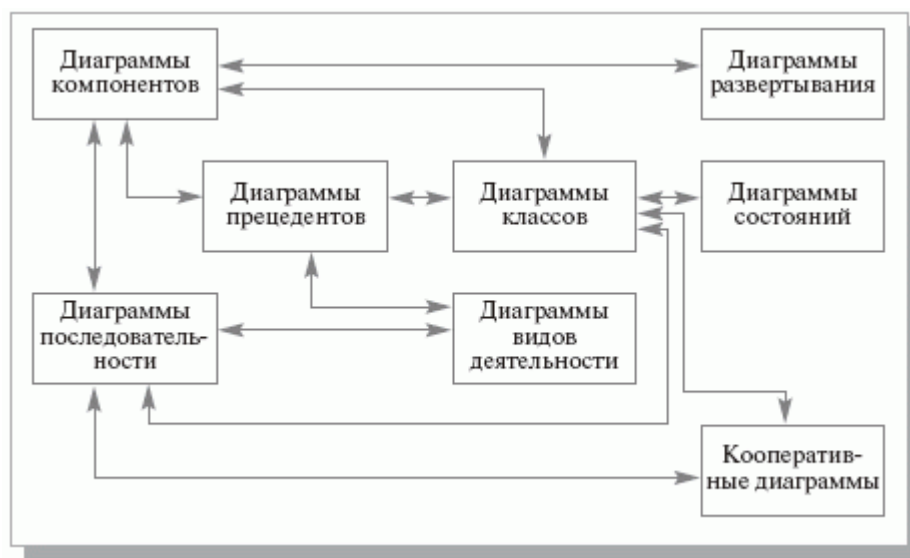 Диаграммы
компонентов
Диаграммы
развертывания
Диаграммы
прецедентов
Диаграммы
классов
Диаграммы
состояний
Диаграммы
последователь-
ности
Диаграммы
видов
деятельности
Кооператив-
ные диаграммы